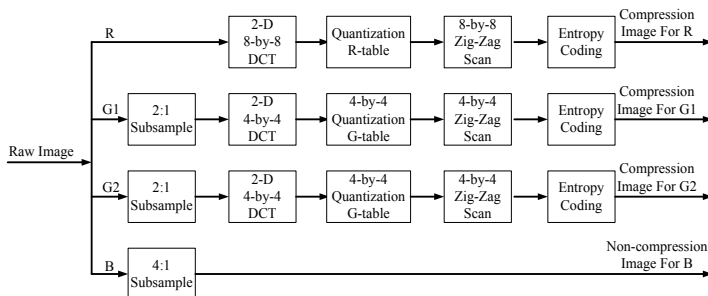 R
2-D
8-by-8
DCT
Quantization
R-table
8-by-8
Zig-Zag
Scan
Entropy
Coding
Compression
Image For R
G1
2:1
Subsample
2-D
4-by-4
DCT
4-by-4
Quantization
G-table
4-by-4
Zig-Zag
Scan
Entropy
Coding
Compression
Image For G1
Raw Image
G2
2:1
Subsample
2-D
4-by-4
DCT
4-by-4
Quantization
G-table
4-by-4
Zig-Zag
Scan
Entropy
Coding
Compression
Image For G2
B
4:1
Subsample
Non-compression
Image For B